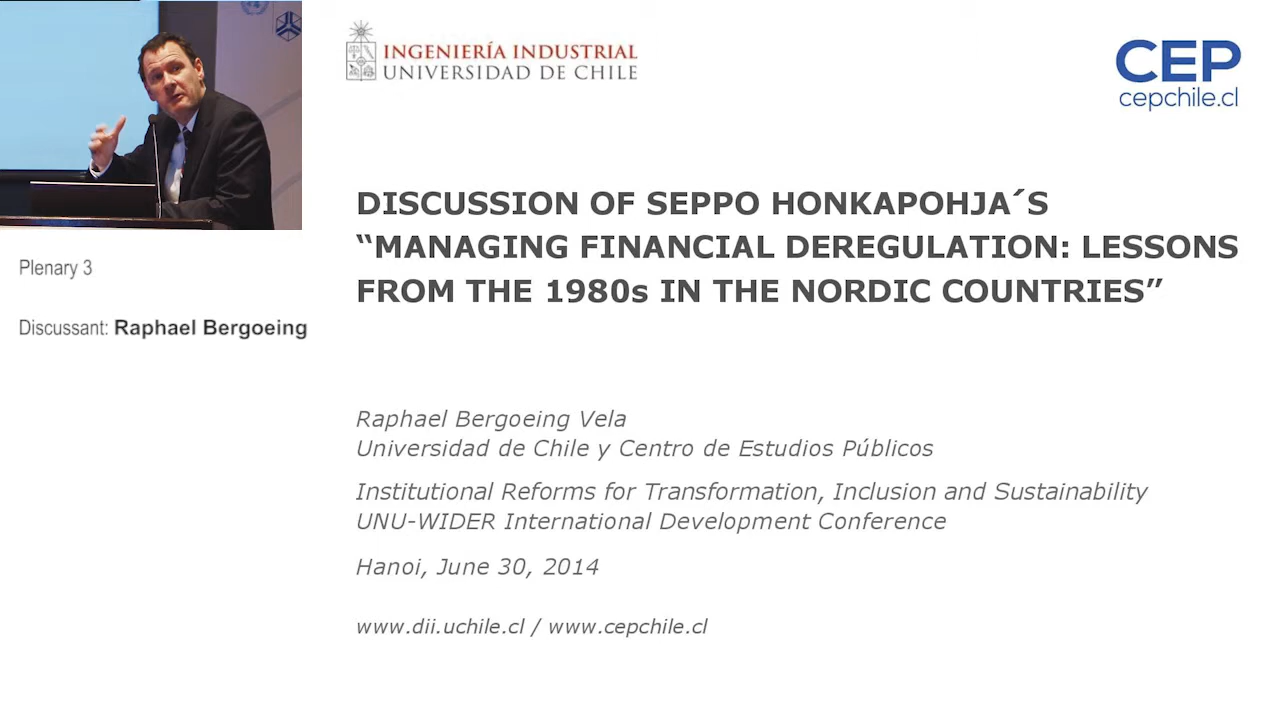 INGENIERÍA INDUSTRIAL
UNIVERSIDAD DE CHILE
CEP
cepchile.cl
DISCUSSION OF SEPPO HONKAPOHJA´S
“MANAGING FINANCIAL DEREGULATION: LESSONS
FROM THE 1980s IN THE NORDIC COUNTRIES”
Plenary 3
Discussant: Raphael Bergoeing
Raphael Bergoeing Vela
Universidad de Chile y Centro de Estudios Públicos
Institutional Reforms for Transformation, Inclusion and Sustainability
UNU-WIDER International Development Conference
Hanoi, June 30, 2014
www.dii.uchile.cl / www.cepchile.cl